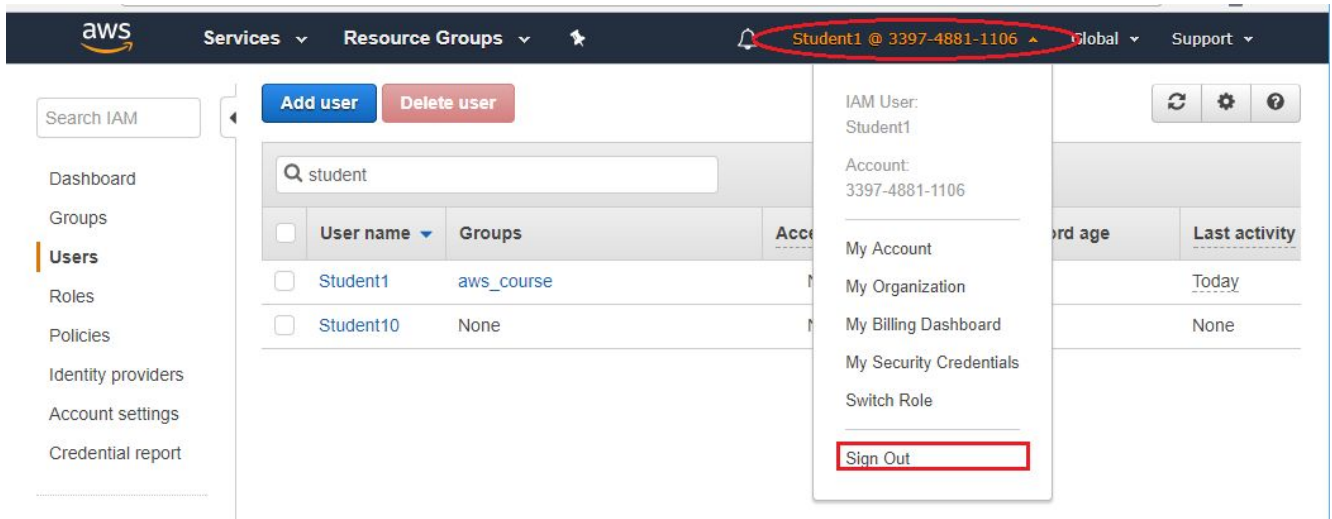 aws
Services
Resource Groups
Student1 @ 3397-4881-1106
Global
Support
Search IAM
Dashboard
Groups
Users
Roles
Policies
Identity providers
Account settings
Credential report
Add user
Delete user
student
User name
Groups
Acce
ord age
Last activity
Student1
aws_course
Today
Student10
None
None
IAM User:
Student1
Account:
3397-4881-1106
My Account
My Organization
My Billing Dashboard
My Security Credentials
Switch Role
Sign Out